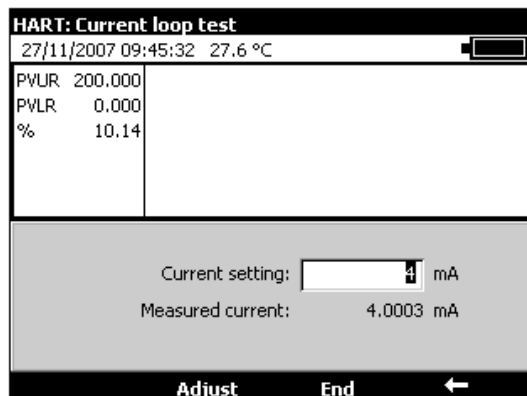 HART: Current loop test
27/11/2007 09:45:32 27.6 °C
PVUR 200.000
PVLR 0.000
% 10.14
Current setting: 4 mA
Measured current: 4.0003 mA
Adjust End ←